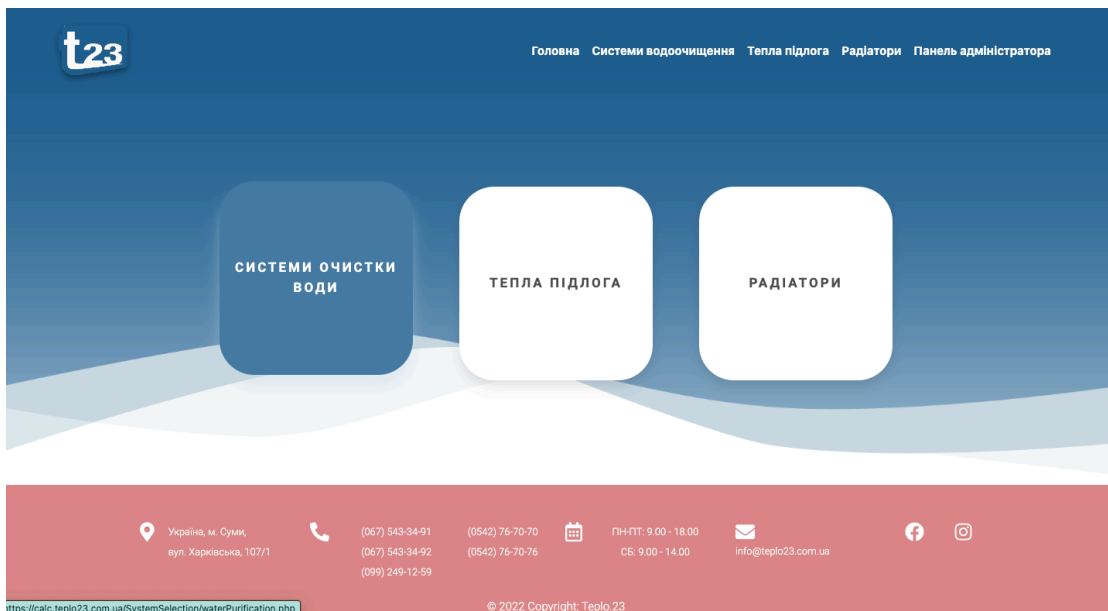 t23
Головна Системи водоочищення Тепла підлога Радіатори Панель адміністратора
СИСТЕМИ ОЧИСТКИ
ВОДИ
ТЕПЛА ПІДЛОГА
РАДІАТОРИ
Україна, м. Суми,
вул. Харківська, 107/1
(067) 543-34-91
(067) 543-34-92
(099) 249-12-59
(0542) 76-70-70
(0542) 76-70-76
ПН-ПТ: 9.00 - 18.00
СБ: 9.00 - 14.00
info@teplo23.com.ua
© 2022 Copyright: Teplo.23
https://calc.teplo23.com.ua/SystemSelection/waterPurification.php